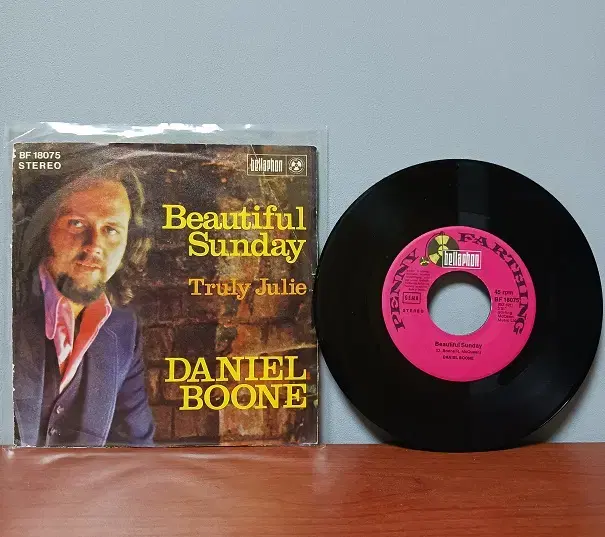 BF 18075
STEREO
bellaphon
Beautiful
Sunday
Truly Julie
DANIEL
BOONE
PENNY FARTHING
bellaphon
GEMA
STEREO
45 rpm
BF 18075
Beautiful Sunday
DANIEL BOONE